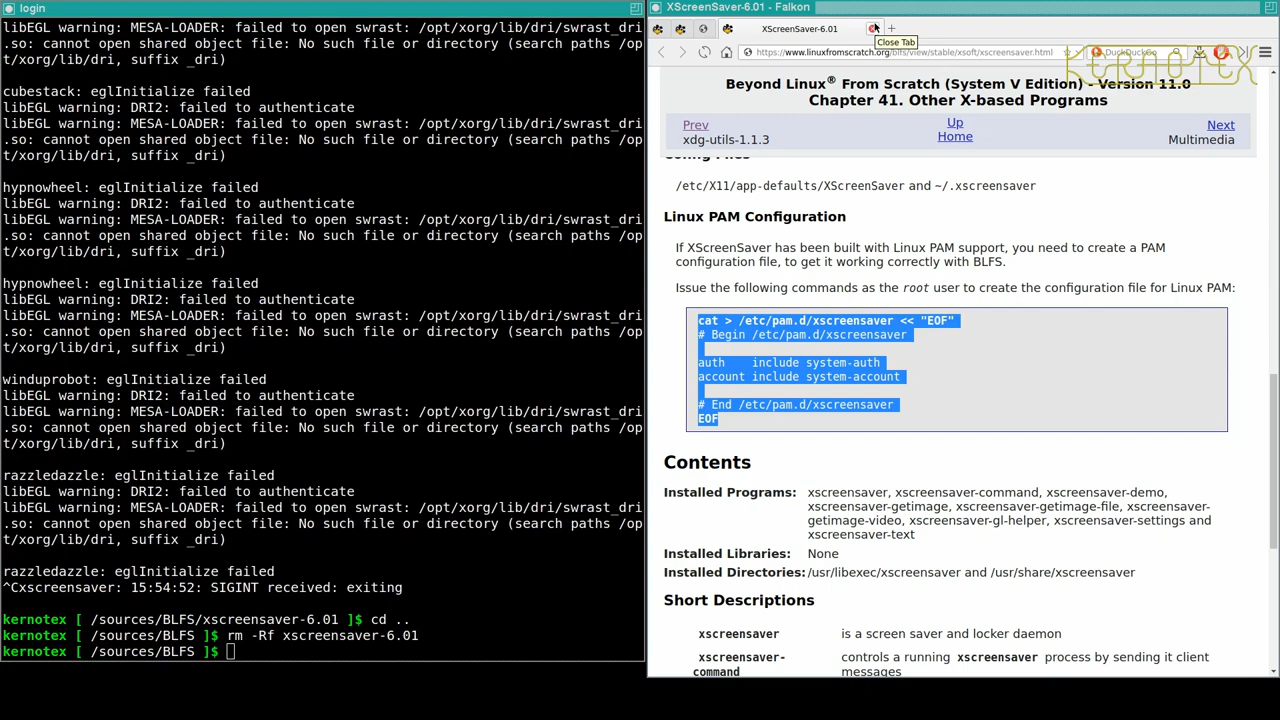 login
libEGL warning: MESA-LOADER: failed to open swrast: /opt/xorg/lib/dri/swrast_dri
.so: cannot open shared object file: No such file or directory (search paths /op
t/xorg/lib/dri, suffix _dri)
cubestack: eglInitialize failed
libEGL warning: DRI2: failed to authenticate
libEGL warning: MESA-LOADER: failed to open swrast: /opt/xorg/lib/dri/swrast_dri
.so: cannot open shared object file: No such file or directory (search paths /op
t/xorg/lib/dri, suffix _dri)
hypnowheel: eglInitialize failed
libEGL warning: DRI2: failed to authenticate
libEGL warning: MESA-LOADER: failed to open swrast: /opt/xorg/lib/dri/swrast_dri
.so: cannot open shared object file: No such file or directory (search paths /op
t/xorg/lib/dri, suffix _dri)
hypnowheel: eglInitialize failed
libEGL warning: DRI2: failed to authenticate
libEGL warning: MESA-LOADER: failed to open swrast: /opt/xorg/lib/dri/swrast_dri
.so: cannot open shared object file: No such file or directory (search paths /op
t/xorg/lib/dri, suffix _dri)
winduprobot: eglInitialize failed
libEGL warning: DRI2: failed to authenticate
libEGL warning: MESA-LOADER: failed to open swrast: /opt/xorg/lib/dri/swrast_dri
.so: cannot open shared object file: No such file or directory (search paths /op
t/xorg/lib/dri, suffix _dri)
razzledazzle: eglInitialize failed
libEGL warning: DRI2: failed to authenticate
libEGL warning: MESA-LOADER: failed to open swrast: /opt/xorg/lib/dri/swrast_dri
.so: cannot open shared object file: No such file or directory (search paths /op
t/xorg/lib/dri, suffix _dri)
razzledazzle: eglInitialize failed
^Cxscreensaver: 15:54:52: SIGINT received: exiting
kernotex [ /sources/BLFS/xscreensaver-6.01 ]$ cd ..
kernotex [ /sources/BLFS ]$ rm -Rf xscreensaver-6.01
kernotex [ /sources/BLFS ]$
XScreenSaver-6.01 - Falkon
XScreenSaver-6.01
Close Tab
https://www.linuxfromscratch.org/blfs/view/stable/xsoft/xscreensaver.html
DuckDuckGo
KERNOTEX
Beyond Linux® From Scratch (System V Edition) - Version 11.0
Chapter 41. Other X-based Programs
Prev Up Next
xdg-utils-1.1.3 Home Multimedia
Config Files
/etc/X11/app-defaults/XScreenSaver and ~/.xscreensaver
Linux PAM Configuration
If XScreenSaver has been built with Linux PAM support, you need to create a PAM
configuration file, to get it working correctly with BLFS.
Issue the following commands as the root user to create the configuration file for Linux PAM:
cat > /etc/pam.d/xscreensaver << "EOF"
# Begin /etc/pam.d/xscreensaver
auth    include system-auth
account include system-account
# End /etc/pam.d/xscreensaver
EOF
Contents
Installed Programs: xscreensaver, xscreensaver-command, xscreensaver-demo,
xscreensaver-getimage, xscreensaver-getimage-file, xscreensaver-
getimage-video, xscreensaver-gl-helper, xscreensaver-settings and
xscreensaver-text
Installed Libraries: None
Installed Directories: /usr/libexec/xscreensaver and /usr/share/xscreensaver
Short Descriptions
xscreensaver is a screen saver and locker daemon
xscreensaver- controls a running xscreensaver process by sending it client
command messages